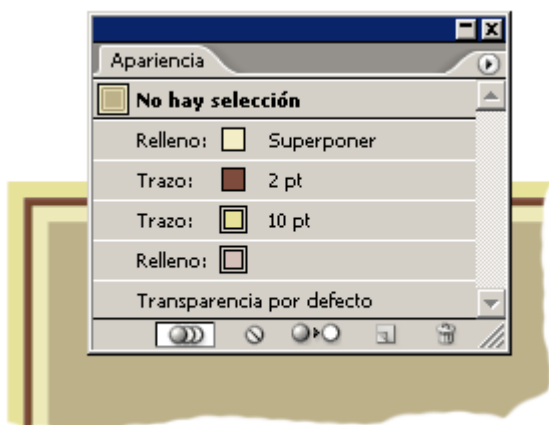 Apariencia
No hay selección
Relleno: Superponer
Trazo: 2 pt
Trazo: 10 pt
Relleno:
Transparencia por defecto